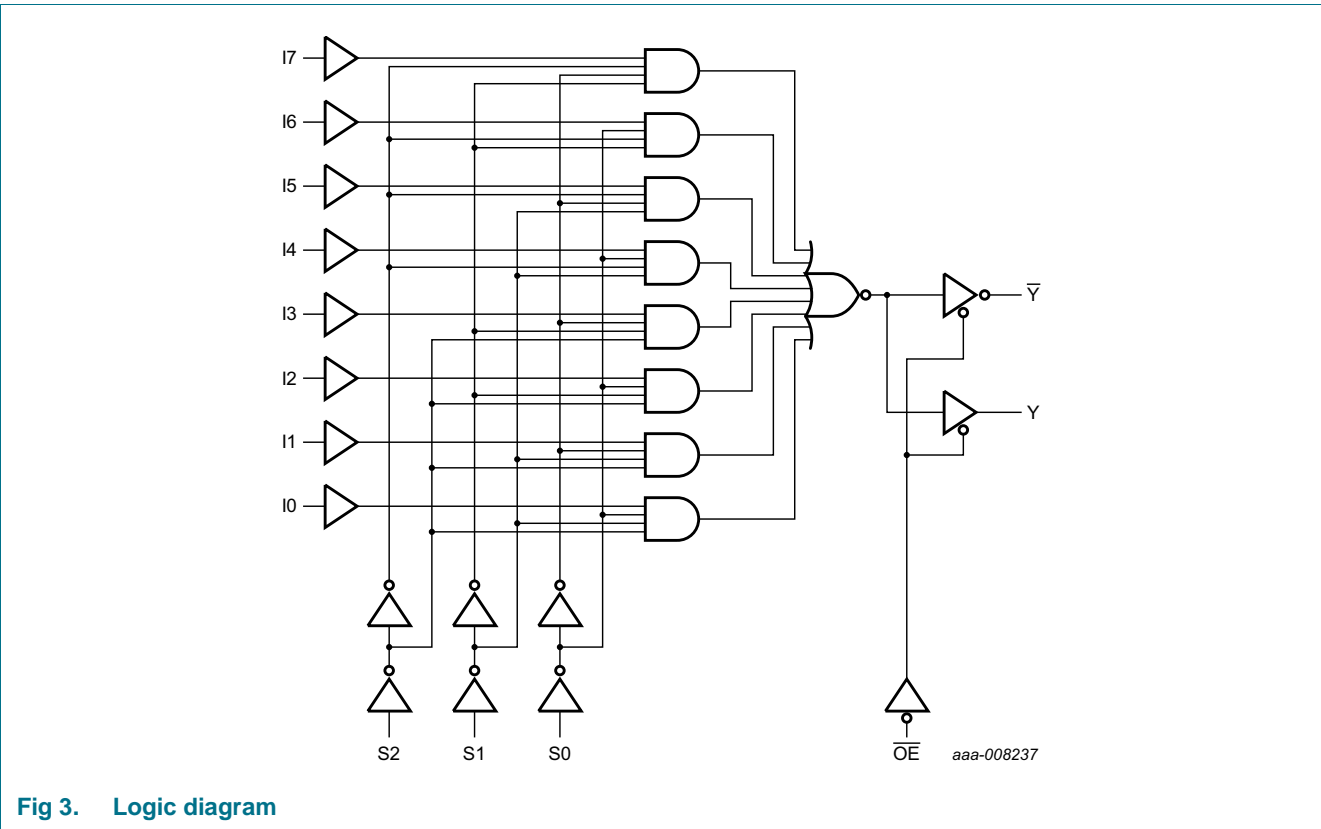 I7
I6
I5
I4
I3
I2
I1
I0
Y̅
Y
S2 S1 S0 O̅E̅ aaa-008237
Fig 3. Logic diagram